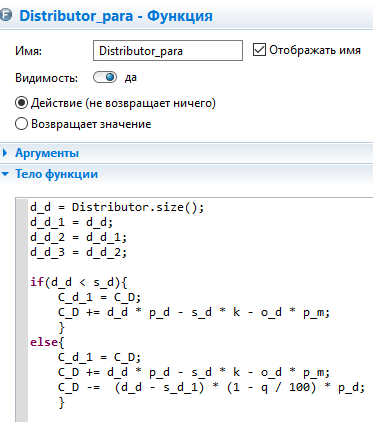 Distributor_para - Функция
Имя: Distributor_para Отображать имя
Видимость: да
Действие (не возвращает ничего)
Возвращает значение
Аргументы
Тело функции
d_d = Distributor.size();
d_d_1 = d_d;
d_d_2 = d_d_1;
d_d_3 = d_d_2;

if(d_d < s_d){
    C_d_1 = C_D;
    C_D += d_d * p_d - s_d * k - o_d * p_m;
    }
else{
    C_d_1 = C_D;
    C_D += d_d * p_d - s_d * k - o_d * p_m;
    C_D -=  (d_d - s_d_1) * (1 - q / 100) * p_d;
    }